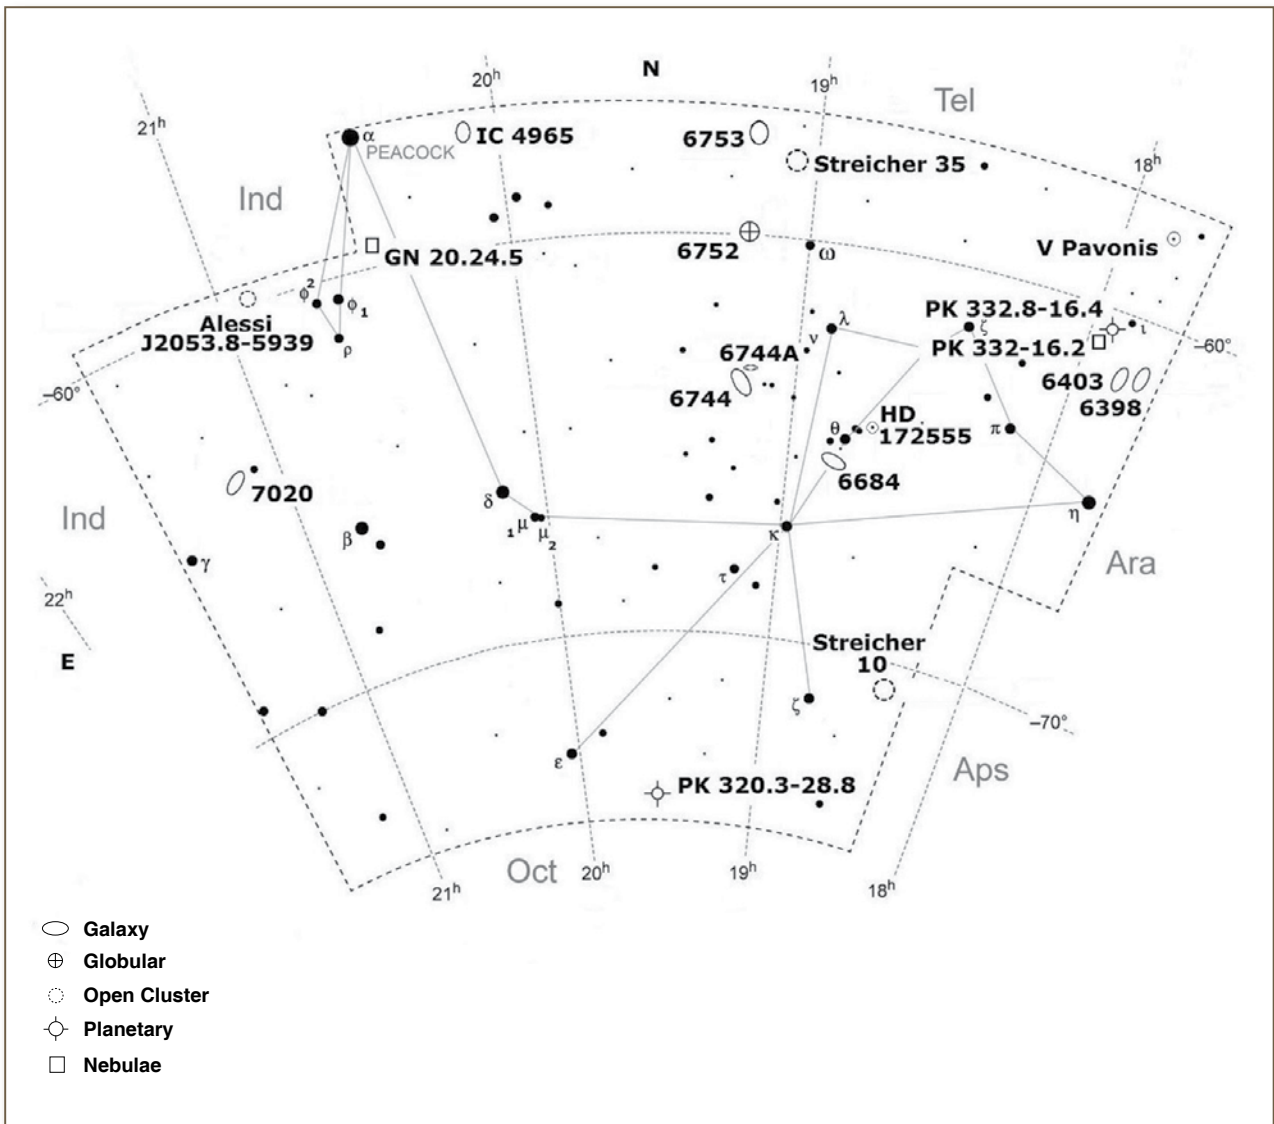 N
20ʰ
19ʰ
Tel
21ʰ
α
PEACOCK
IC 4965
6753
Streicher 35
18ʰ
Ind
GN 20.24.5
6752
ω
V Pavonis
ϕ²
ϕ₁
Alessi
J2053.8-5939
ρ
λ
ν
PK 332.8-16.4
ζ
ι
PK 332-16.2
–60°
6744A
6744
6403
6398
–60°
HD
172555
θ
π
6684
7020
Ind
δ
₁μ
μ₂
η
β
κ
γ
τ
Ara
22ʰ
E
Streicher
10
ζ
–70°
ε
PK 320.3-28.8
Aps
Oct
20ʰ
19ʰ
18ʰ
21ʰ
Galaxy
Globular
Open Cluster
Planetary
Nebulae